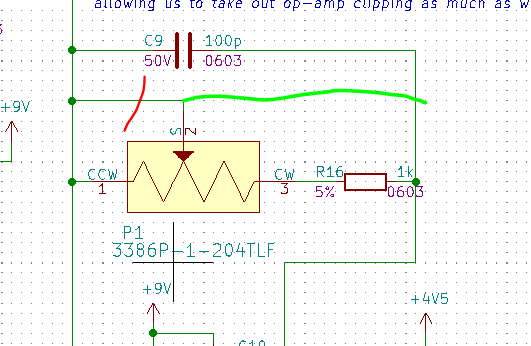 allowing us to take out op-amp clipping as much as w
C9 100p
50V 0603
+9V
S 2
CCW CW R16 1k
1 3 5% 0603
P1
3386P-1-204TLF
+9V +4V5
C10